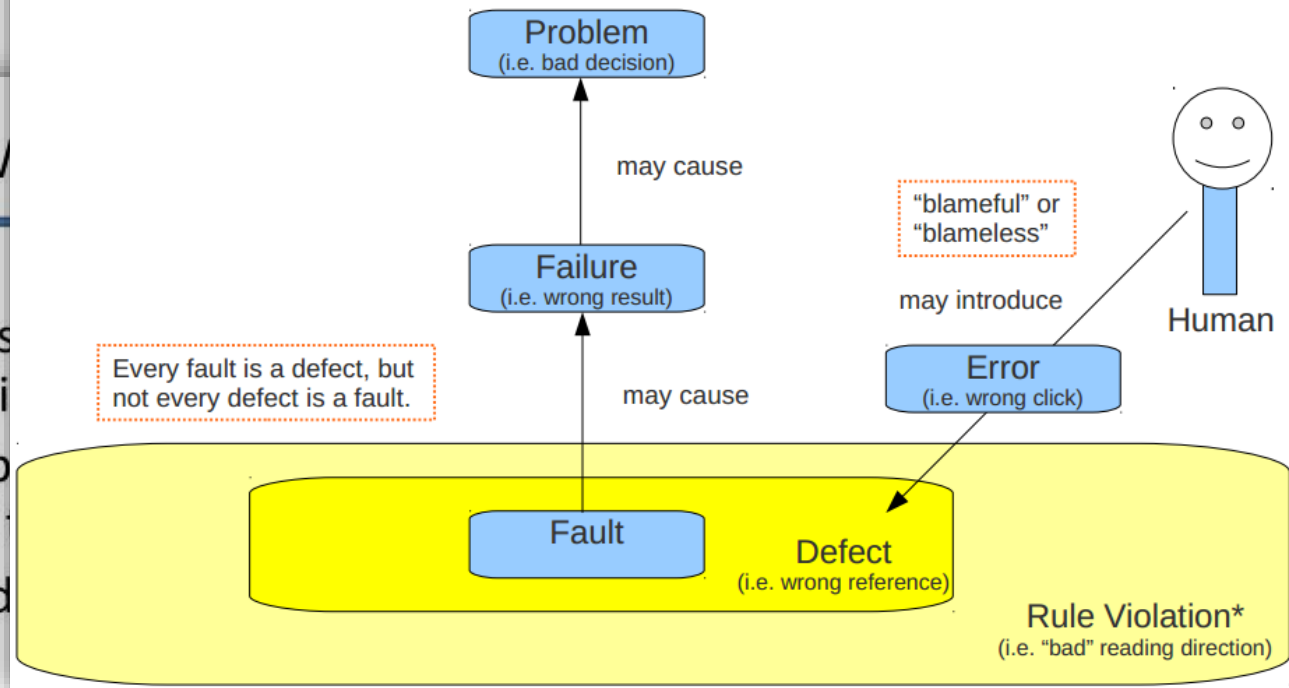 Problem
(i.e. bad decision)
may cause
“blameful” or
“blameless”
Failure
(i.e. wrong result)
may introduce
Human
Every fault is a defect, but
not every defect is a fault.
may cause
Error
(i.e. wrong click)
Fault
Defect
(i.e. wrong reference)
Rule Violation*
(i.e. “bad” reading direction)